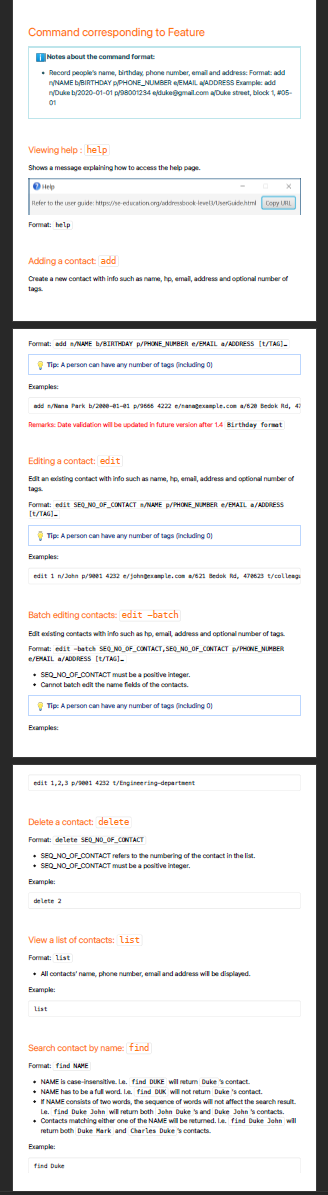 Command corresponding to Feature
Notes about the command format:
Record people's name, birthday, phone number, email and address: Format: add
n/NAME b/BIRTHDAY p/PHONE_NUMBER e/EMAIL a/ADDRESS Example: add
n/Duke b/2020-01-01 p/98001234 e/duke@gmail.com a/Duke street, block 1, #05-
01
Viewing help : help
Shows a message explaining how to access the help page.
Help
Refer to the user guide: https://se-education.org/addressbook-level3/UserGuide.html Copy URL
Format: help
Adding a contact: add
Create a new contact with info such as name, hp, email, address and optional number of
tags.
Format: add n/NAME b/BIRTHDAY p/PHONE_NUMBER e/EMAIL a/ADDRESS [t/TAG]…
Tip: A person can have any number of tags (including 0)
Examples:
add n/Nana Park b/2000-01-01 p/9666 4222 e/nana@example.com a/620 Bedok Rd, 47
Remarks: Date validation will be updated in future version after 1.4 Birthday format
Editing a contact: edit
Edit an existing contact with info such as name, hp, email, address and optional number of
tags.
Format: edit SEQ_NO_OF_CONTACT n/NAME p/PHONE_NUMBER e/EMAIL a/ADDRESS
[t/TAG]…
Tip: A person can have any number of tags (including 0)
Examples:
edit 1 n/John p/9001 4232 e/john@example.com a/621 Bedok Rd, 470623 t/colleagu
Batch editing contacts: edit -batch
Edit existing contacts with info such as hp, email, address and optional number of tags.
Format: edit -batch SEQ_NO_OF_CONTACT,SEQ_NO_OF_CONTACT p/PHONE_NUMBER
e/EMAIL a/ADDRESS [t/TAG]…
SEQ_NO_OF_CONTACT must be a positive integer.
Cannot batch edit the name fields of the contacts.
Tip: A person can have any number of tags (including 0)
Examples:
edit 1,2,3 p/9001 4232 t/Engineering-department
Delete a contact: delete
Format: delete SEQ_NO_OF_CONTACT
SEQ_NO_OF_CONTACT refers to the numbering of the contact in the list.
SEQ_NO_OF_CONTACT must be a positive integer.
Example:
delete 2
View a list of contacts: list
Format: list
All contacts' name, phone number, email and address will be displayed.
Example:
list
Search contact by name: find
Format: find NAME
NAME is case-insensitive. I.e. find DUKE will return Duke 's contact.
NAME has to be a full word. I.e. find DUK will not return Duke 's contact.
If NAME consists of two words, the sequence of words will not affect the search result.
I.e. find Duke John will return both John Duke 's and Duke John 's contacts.
Contacts matching either one of the NAME will be returned. I.e. find Duke John will
return both Duke Mark and Charles Duke 's contacts.
Example:
find Duke